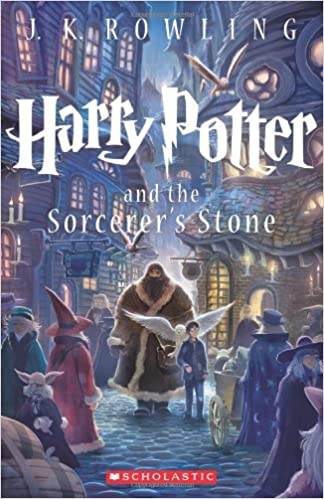 J. K. ROWLING
Harry Potter
and the
Sorcerer's Stone
SCHOLASTIC